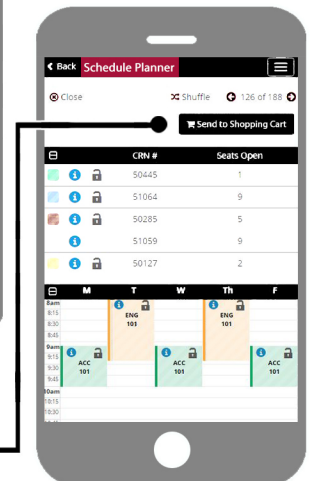 Back Schedule Planner
Close Shuffle 126 of 188
Send to Shopping Cart
CRN # Seats Open
50445 1
51064 9
50285 5
51059 9
50127 2
M T W Th F
8am
8:15
8:30
8:45
ENG
101
ENG
101
9am
9:15
9:30
9:45
ACC
101
ACC
101
ACC
101
10am
10:15
10:30